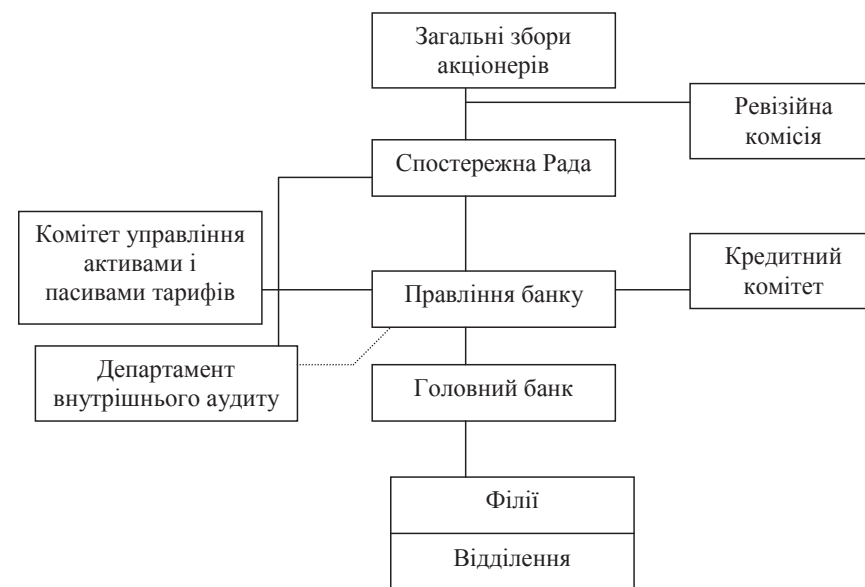 Загальні збори
акціонерів
Ревізійна
комісія
Спостережна Рада
Комітет управління
активами і
пасивами тарифів
Правління банку
Кредитний
комітет
Департамент
внутрішнього аудиту
Головний банк
Філії
Відділення